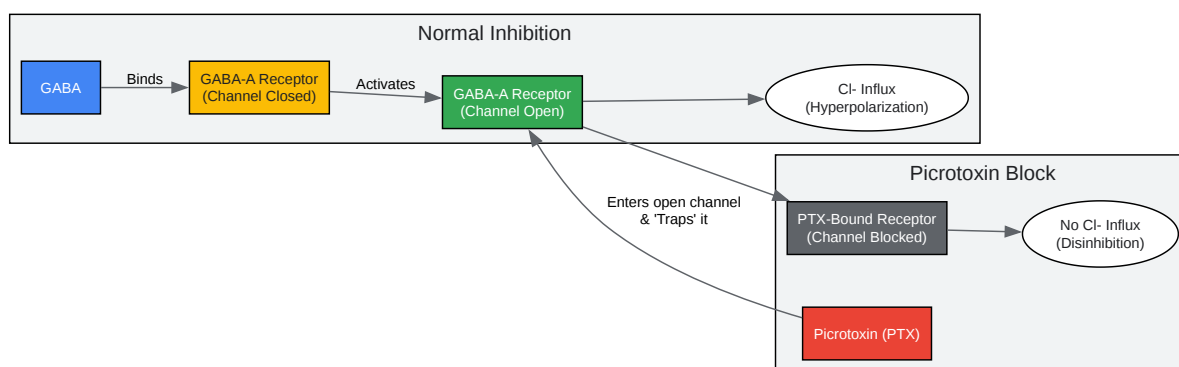 Normal Inhibition
GABA
Binds
GABA-A Receptor
(Channel Closed)
Activates
GABA-A Receptor
(Channel Open)
Cl- Influx
(Hyperpolarization)
Enters open channel
& 'Traps' it
Picrotoxin Block
PTX-Bound Receptor
(Channel Blocked)
No Cl- Influx
(Disinhibition)
Picrotoxin (PTX)